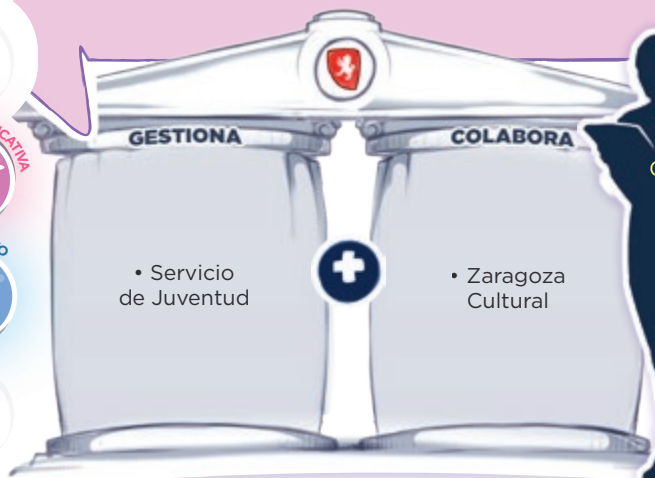 GESTIONA
COLABORA
• Servicio
de Juventud
• Zaragoza
Cultural